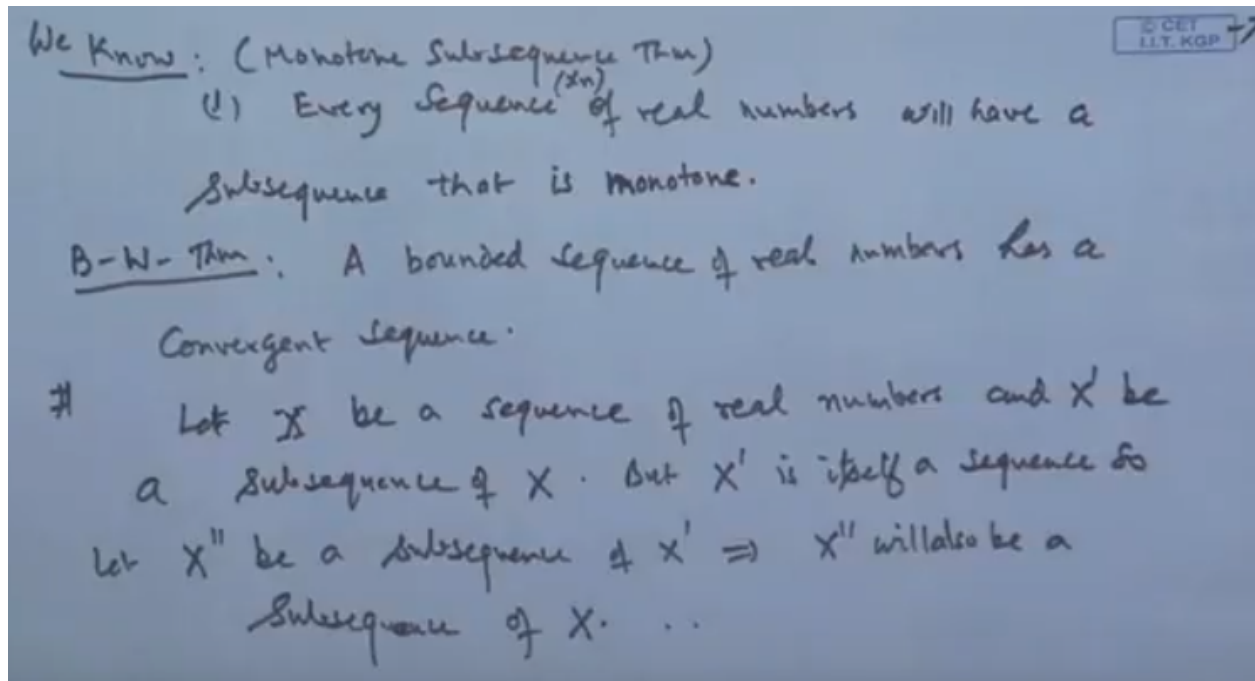 We Know : (Monotone Subsequence Thm)
© CET
I.I.T. KGP
(1) Every Sequence (xn) of real numbers will have a
Subsequence that is monotone.
B-W-Thm : A bounded sequence of real numbers has a
Convergent sequence.
# Let X be a sequence of real numbers and X' be
a Subsequence of X. But X' is itself a sequence so
Let X" be a subsequence of X' ⇒ X" will also be a
Subsequence of X. ..